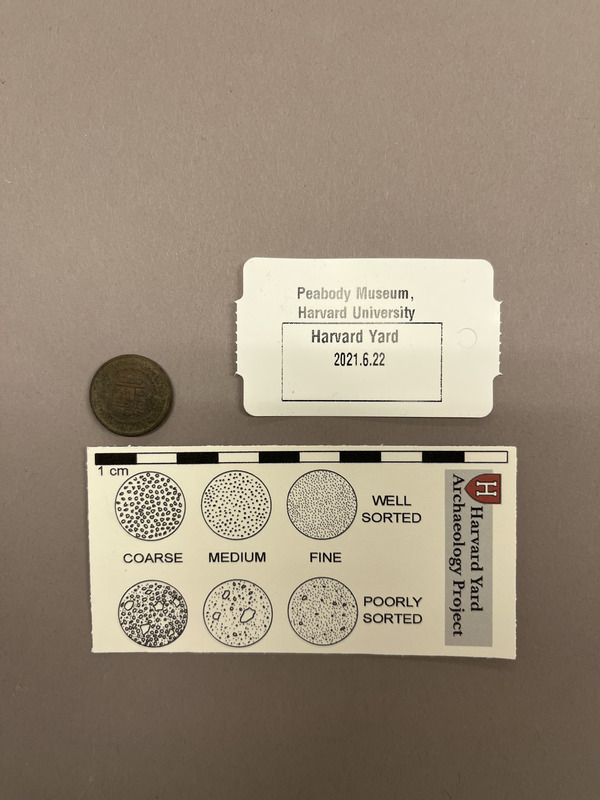 Peabody Museum,
Harvard University
Harvard Yard
2021.6.22
1 cm
WELL
SORTED
COARSE
MEDIUM
FINE
POORLY
SORTED
H
Harvard Yard
Archaeology Project